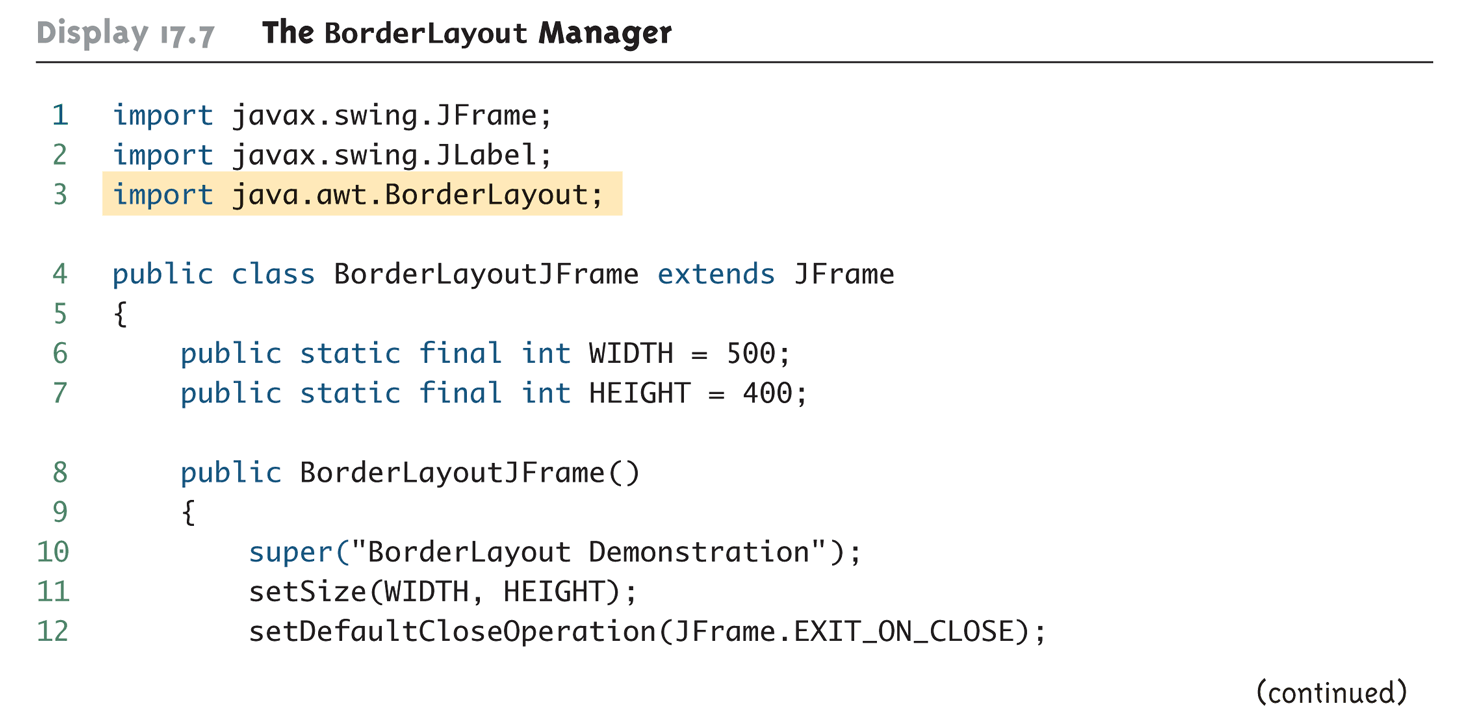 Display 17.7 The BorderLayout Manager
1 import javax.swing.JFrame;
2 import javax.swing.JLabel;
3 import java.awt.BorderLayout;
4 public class BorderLayoutJFrame extends JFrame
5 {
6 public static final int WIDTH = 500;
7 public static final int HEIGHT = 400;
8 public BorderLayoutJFrame()
9 {
10 super("BorderLayout Demonstration");
11 setSize(WIDTH, HEIGHT);
12 setDefaultCloseOperation(JFrame.EXIT_ON_CLOSE);
(continued)